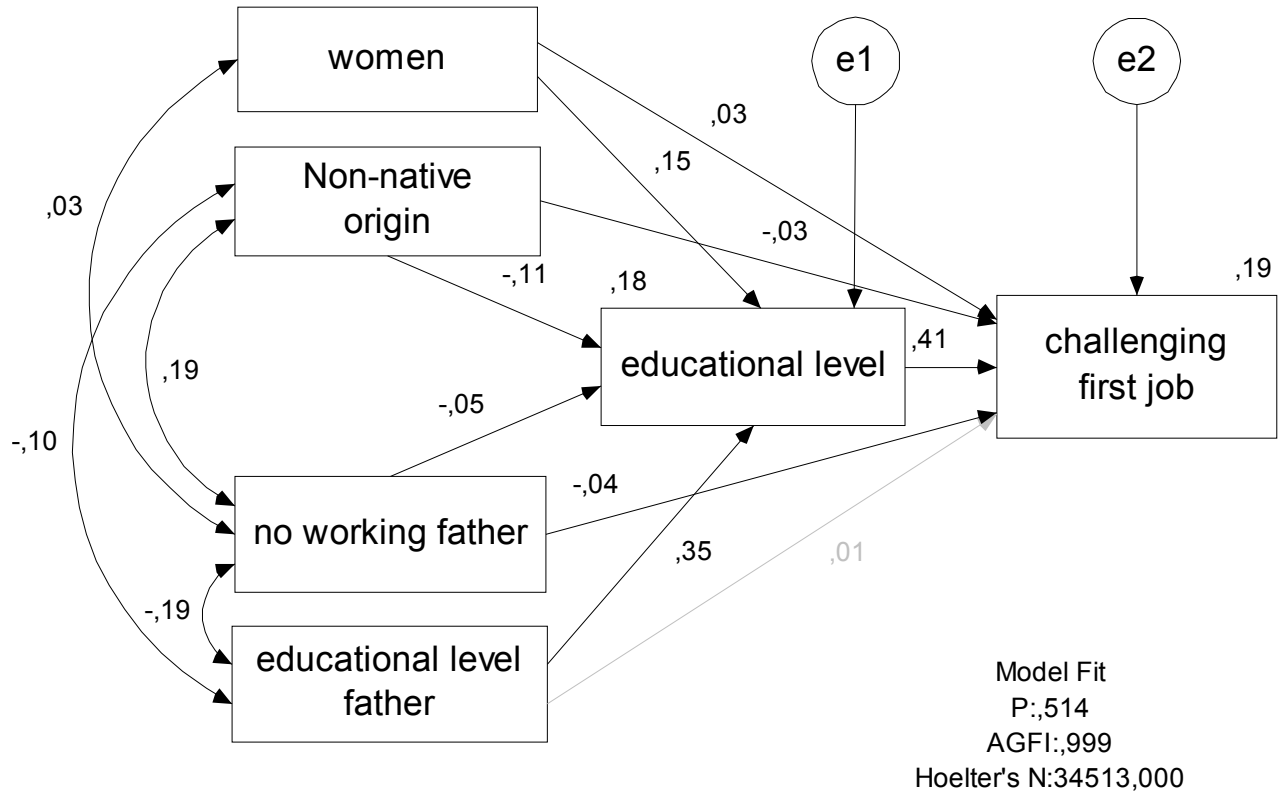 women
e1
e2
,03
,15
Non-native
origin
,03
-,03
-,11
,18
,19
educational level
,41
challenging
first job
,19
-,05
-,10
no working father
-,04
,35
,01
-,19
educational level
father
Model Fit
P:,514
AGFI:,999
Hoelter's N:34513,000